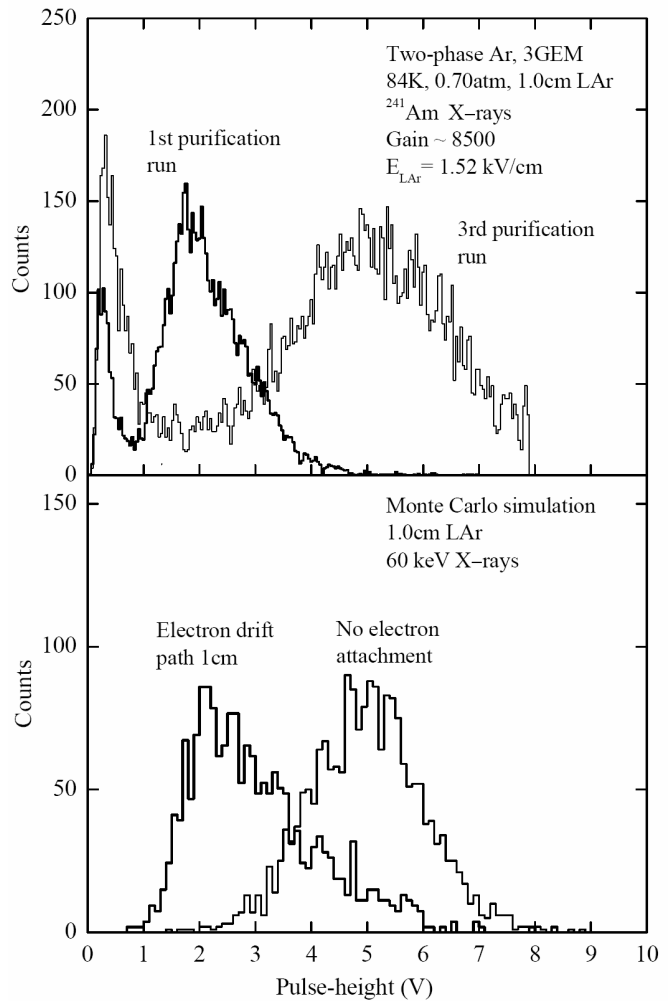 250
200
150
100
50
0
Counts
Two-phase Ar, 3GEM
84K, 0.70atm, 1.0cm LAr
²⁴¹Am X–rays
Gain ~ 8500
E_LAr= 1.52 kV/cm
1st purification
run
3rd purification
run
150
100
50
0
Counts
Monte Carlo simulation
1.0cm LAr
60 keV X–rays
Electron drift
path 1cm
No electron
attachment
0 1 2 3 4 5 6 7 8 9 10
Pulse-height (V)